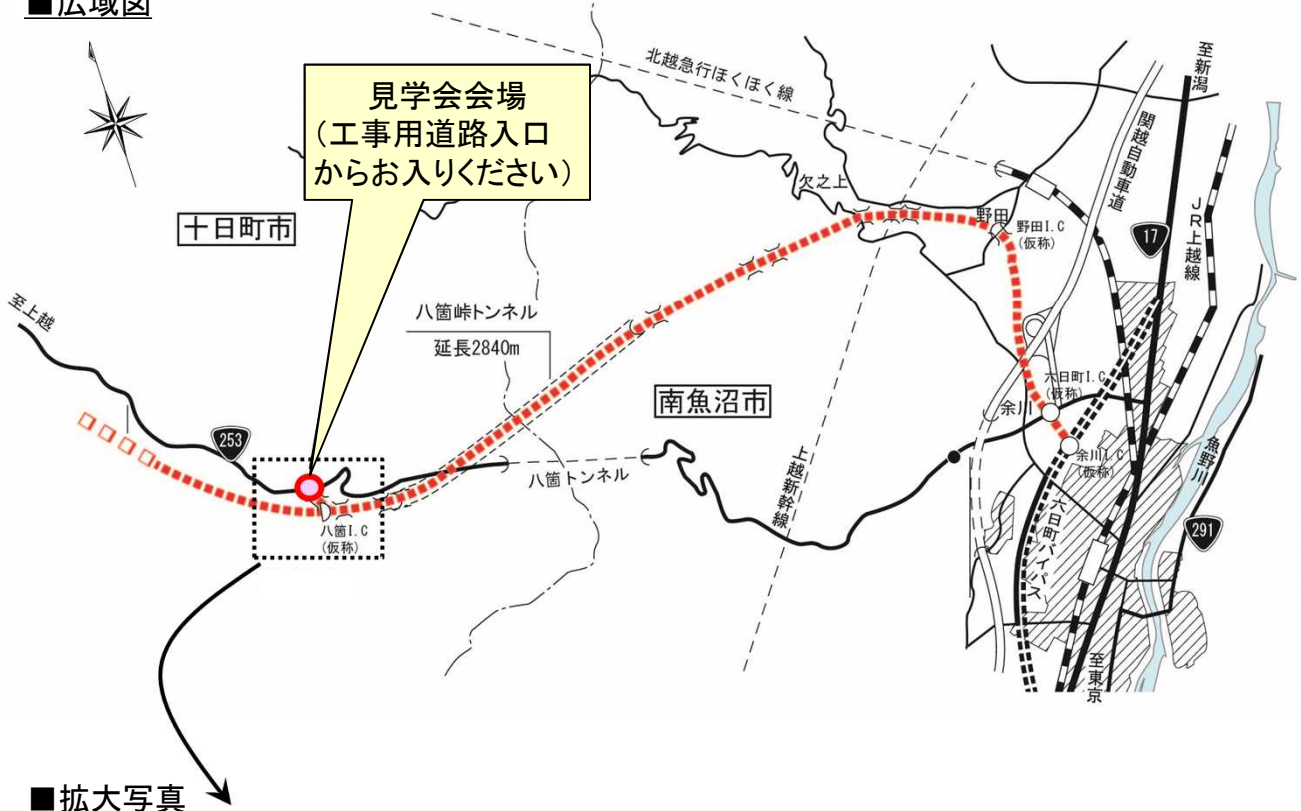 ■広域図
見学会会場
（工事用道路入口
からお入りください）
北越急行ほくほく線
至新潟
関越自動車道
JR上越線
17
十日町市
欠之上
野田
野田I.C
(仮称)
至上越
八箇峠トンネル
延長2840m
南魚沼市
六日町I.C
(仮称)
余川
余川I.C
(仮称)
253
八箇トンネル
上越新幹線
八箇I.C
(仮称)
六日町バイパス
魚野川
291
至東京
■拡大写真